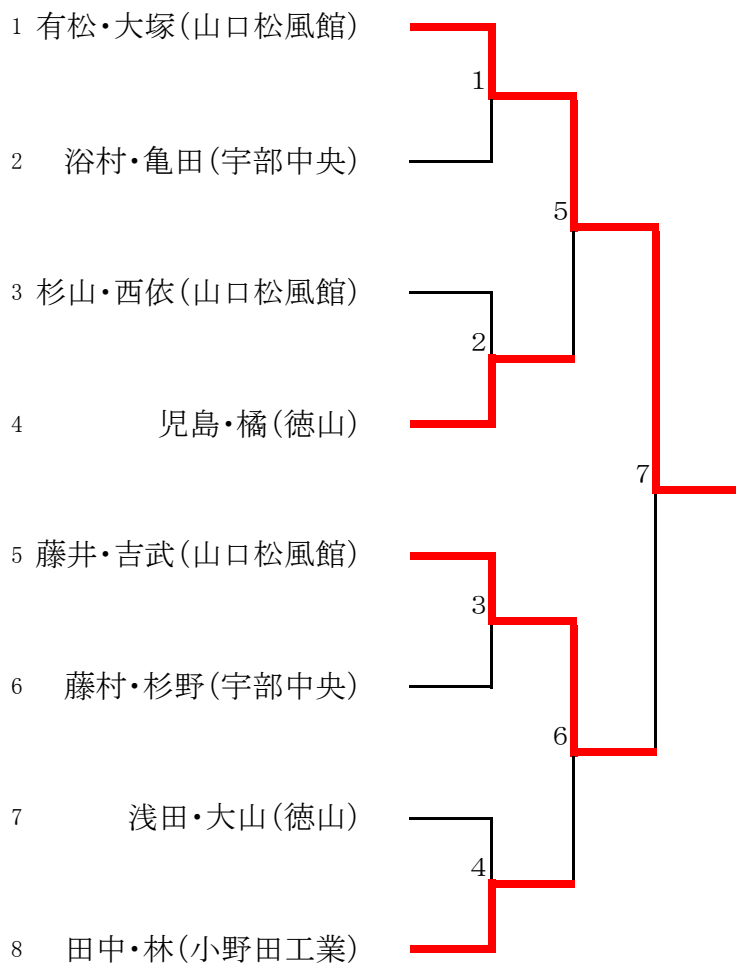 1 有松・大塚(山口松風館)
1
2 浴村・亀田(宇部中央)
5
3 杉山・西依(山口松風館)
2
4 児島・橘(徳山)
7
5 藤井・吉武(山口松風館)
3
6 藤村・杉野(宇部中央)
6
7 浅田・大山(徳山)
4
8 田中・林(小野田工業)